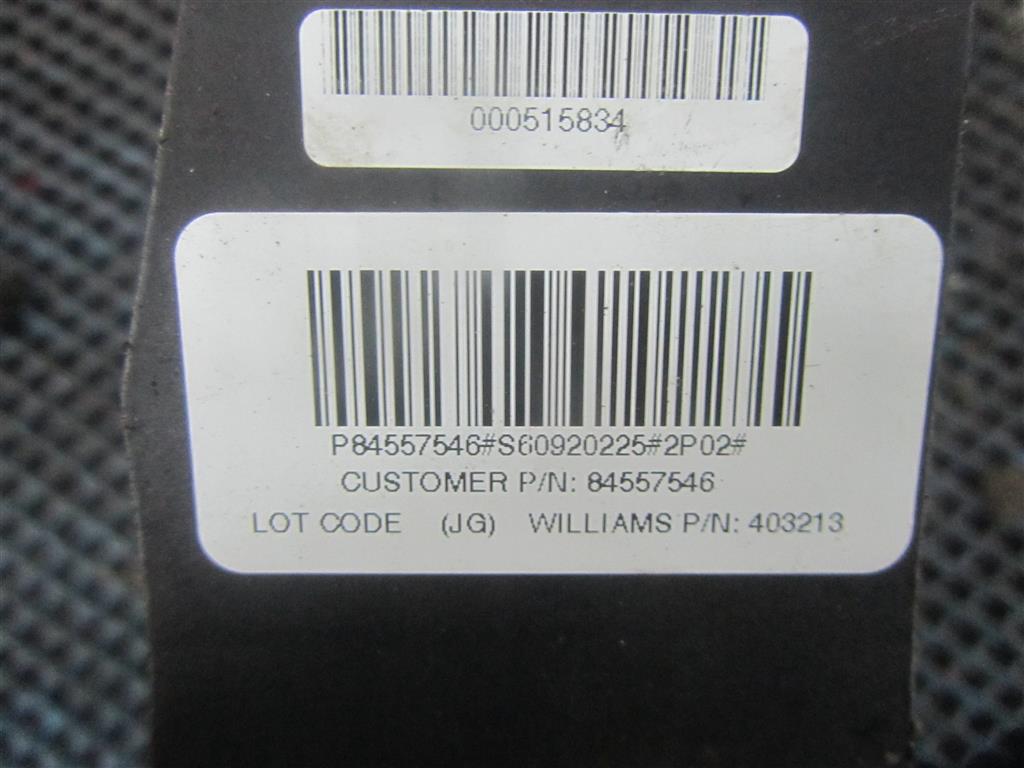 000515834
P84557546#S60920225#2P02#
CUSTOMER P/N: 84557546
LOT CODE (JG) WILLIAMS P/N: 403213